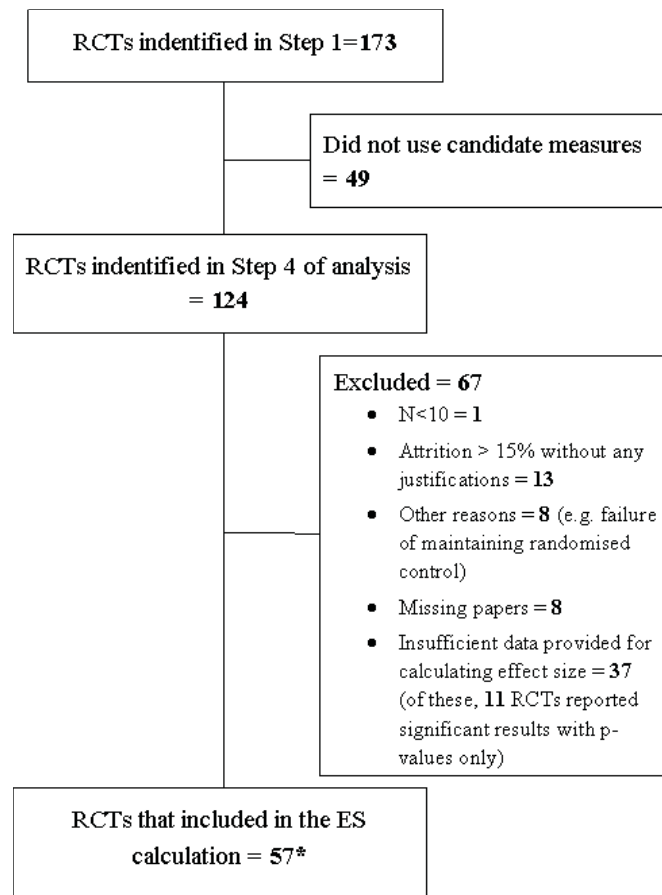 RCTs indentified in Step 1=173
Did not use candidate measures
= 49
RCTs indentified in Step 4 of analysis
= 124
Excluded = 67
• N<10 = 1
• Attrition > 15% without any
justifications = 13
• Other reasons = 8 (e.g. failure
of maintaining randomised
control)
• Missing papers = 8
• Insufficient data provided for
calculating effect size = 37
(of these, 11 RCTs reported
significant results with p-
values only)
RCTs that included in the ES
calculation = 57*